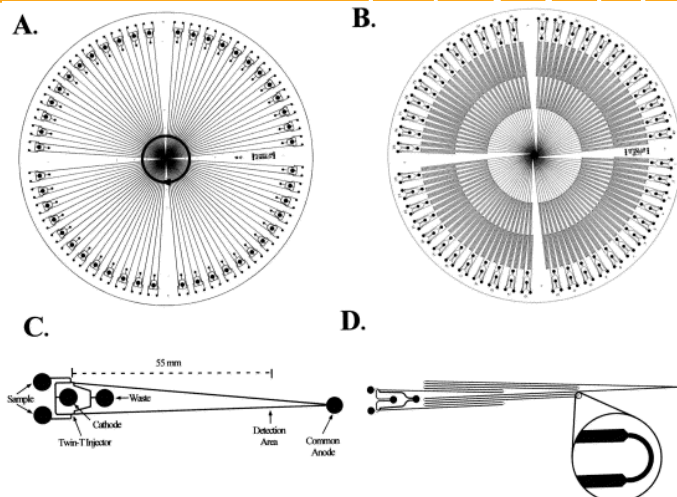 A.
B.
C.
D.
55 mm
Sample
Waste
Cathode
Twin-T Injector
Detection
Area
Common
Anode